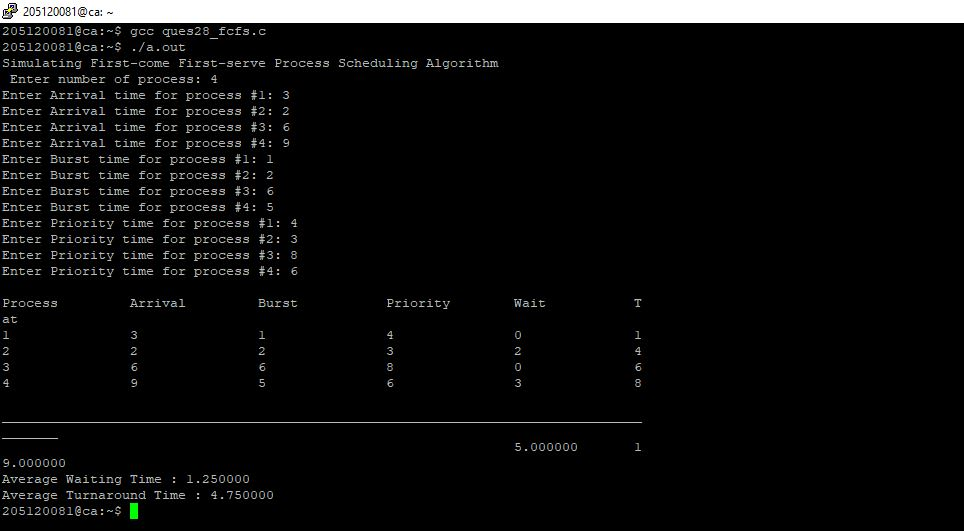 205120081@ca: ~
205120081@ca:~$ gcc ques28_fcfs.c
205120081@ca:~$ ./a.out
Simulating First-come First-serve Process Scheduling Algorithm
 Enter number of process: 4
Enter Arrival time for process #1: 3
Enter Arrival time for process #2: 2
Enter Arrival time for process #3: 6
Enter Arrival time for process #4: 9
Enter Burst time for process #1: 1
Enter Burst time for process #2: 2
Enter Burst time for process #3: 6
Enter Burst time for process #4: 5
Enter Priority time for process #1: 4
Enter Priority time for process #2: 3
Enter Priority time for process #3: 8
Enter Priority time for process #4: 6
Process         Arrival         Burst           Priority        Wait           T
at
1               3               1               4               0              1
2               2               2               3               2              4
3               6               6               8               0              6
4               9               5               6               3              8
________________________________________________________________________________
_______
                                                                5.000000       1
9.000000
Average Waiting Time : 1.250000
Average Turnaround Time : 4.750000
205120081@ca:~$